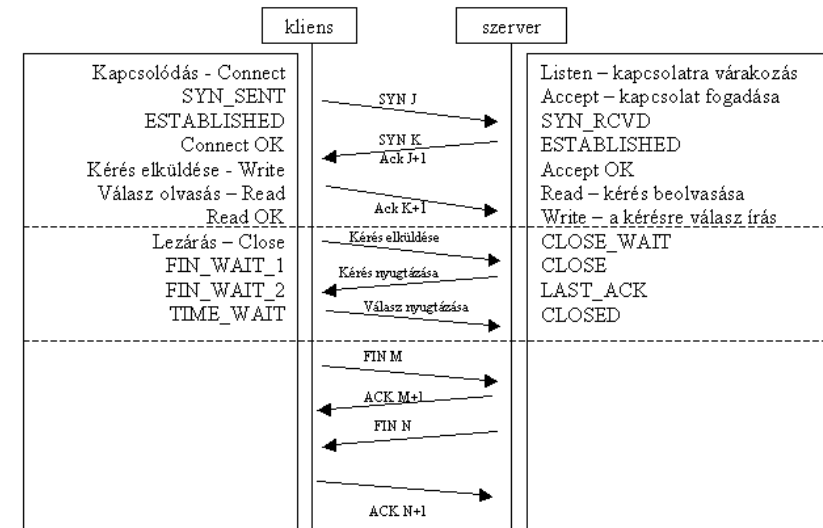 kliens
szerver
Kapcsolódás - Connect
SYN_SENT
ESTABLISHED
Connect OK
Kérés elküldése - Write
Válasz olvasás – Read
Read OK
Lezárás – Close
FIN_WAIT_1
FIN_WAIT_2
TIME_WAIT
SYN J
SYN K
Ack J+1
Ack K+1
Kérés elküldése
Kérés nyugtázása
Válasz nyugtázása
FIN M
ACK M+1
FIN N
ACK N+1
Listen – kapcsolatra várakozás
Accept – kapcsolat fogadása
SYN_RCVD
ESTABLISHED
Accept OK
Read – kérés beolvasása
Write – a kérésre válasz írás
CLOSE_WAIT
CLOSE
LAST_ACK
CLOSED